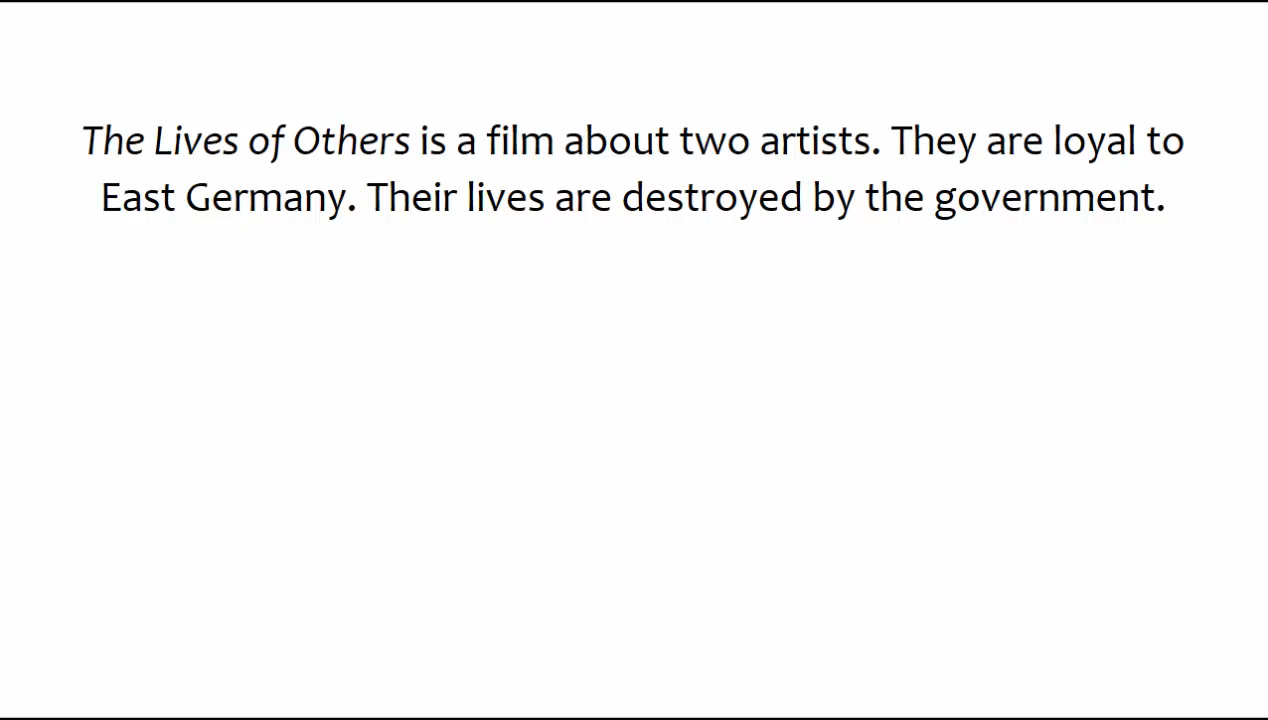 The Lives of Others is a film about two artists. They are loyal to
East Germany. Their lives are destroyed by the government.